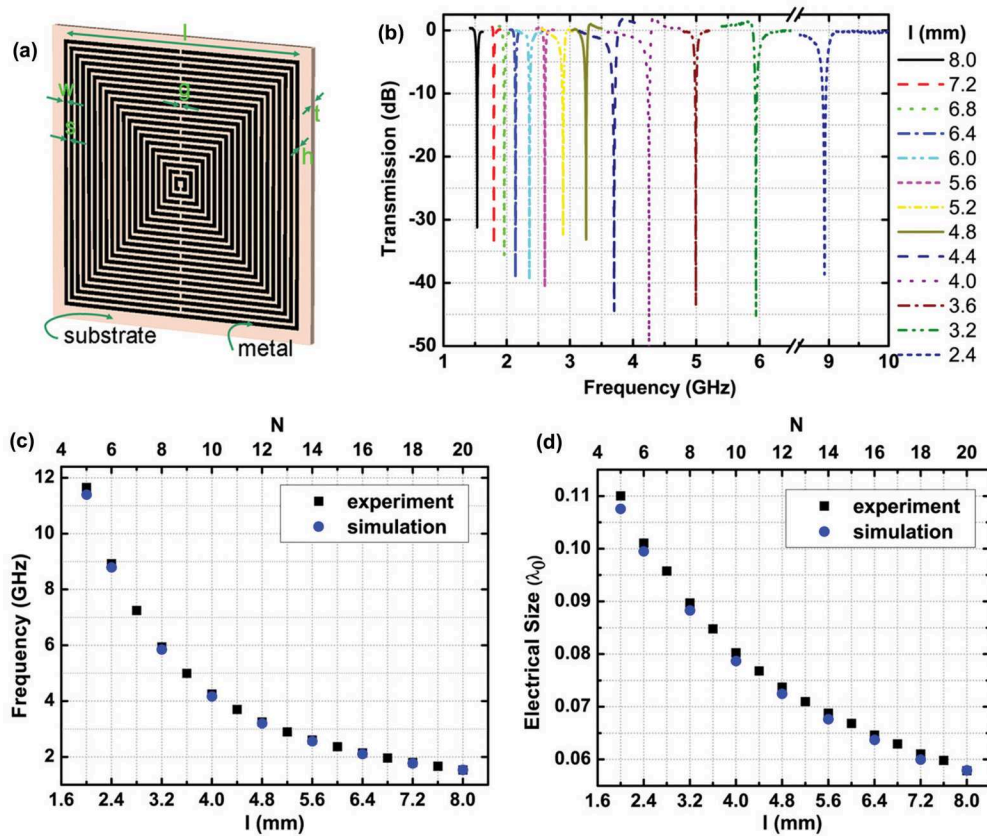 (a)
l
w
g
t
s
h
substrate
metal
(b)
Transmission (dB)
0
-10
-20
-30
-40
-50
1 2 3 4 5 6 9 10
Frequency (GHz)
l (mm)
8.0
7.2
6.8
6.4
6.0
5.6
5.2
4.8
4.4
4.0
3.6
3.2
2.4
(c)
N
4 6 8 10 12 14 16 18 20
Frequency (GHz)
12
10
8
6
4
2
experiment
simulation
1.6 2.4 3.2 4.0 4.8 5.6 6.4 7.2 8.0
l (mm)
(d)
N
4 6 8 10 12 14 16 18 20
Electrical Size (λ0)
0.11
0.10
0.09
0.08
0.07
0.06
experiment
simulation
1.6 2.4 3.2 4.0 4.8 5.6 6.4 7.2 8.0
l (mm)